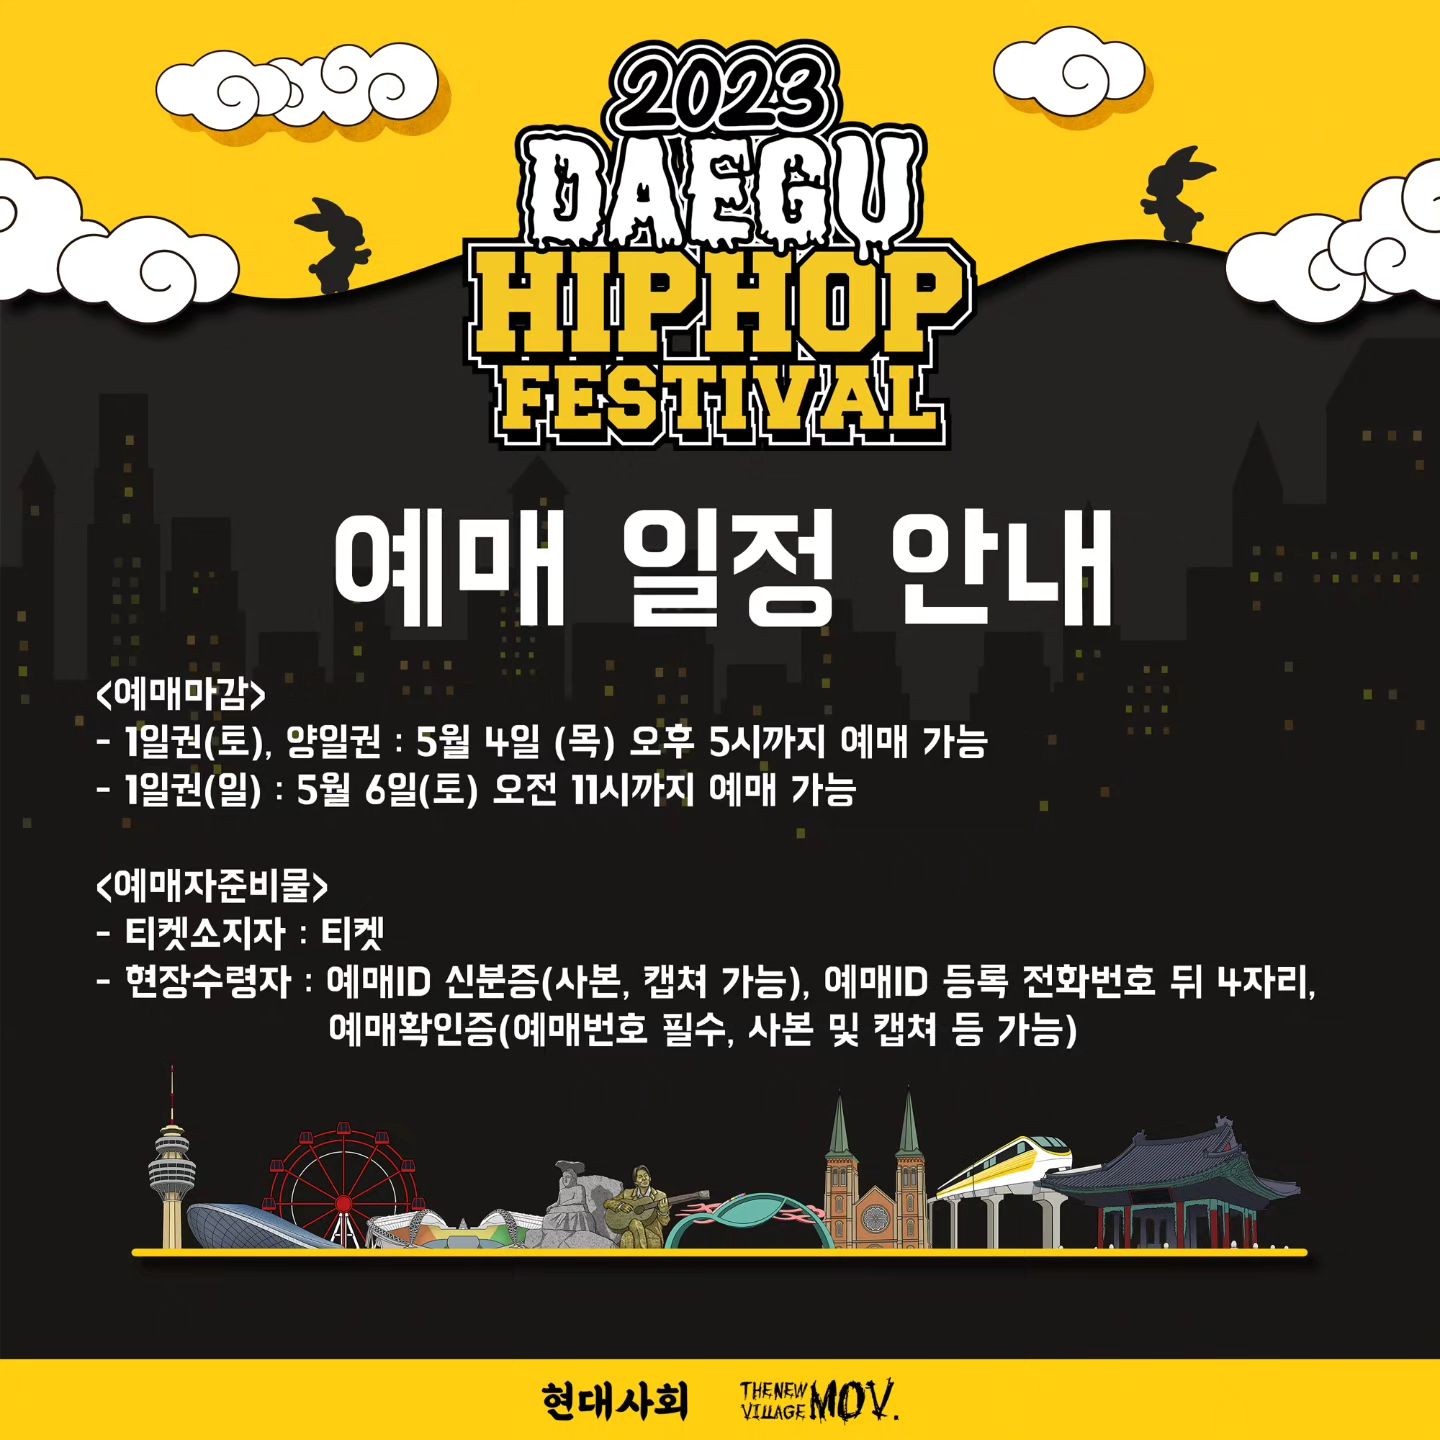 2023
DAEGU
HIPHOP
FESTIVAL
예매 일정 안내
<예매마감>
- 1일권(토), 양일권 : 5월 4일 (목) 오후 5시까지 예매 가능
- 1일권(일) : 5월 6일(토) 오전 11시까지 예매 가능
<예매자준비물>
- 티켓소지자 : 티켓
- 현장수령자 : 예매ID 신분증(사본, 캡쳐 가능), 예매ID 등록 전화번호 뒤 4자리,
예매확인증(예매번호 필수, 사본 및 캡쳐 등 가능)
현대사회
THE NEW
VILLAGE MOV.